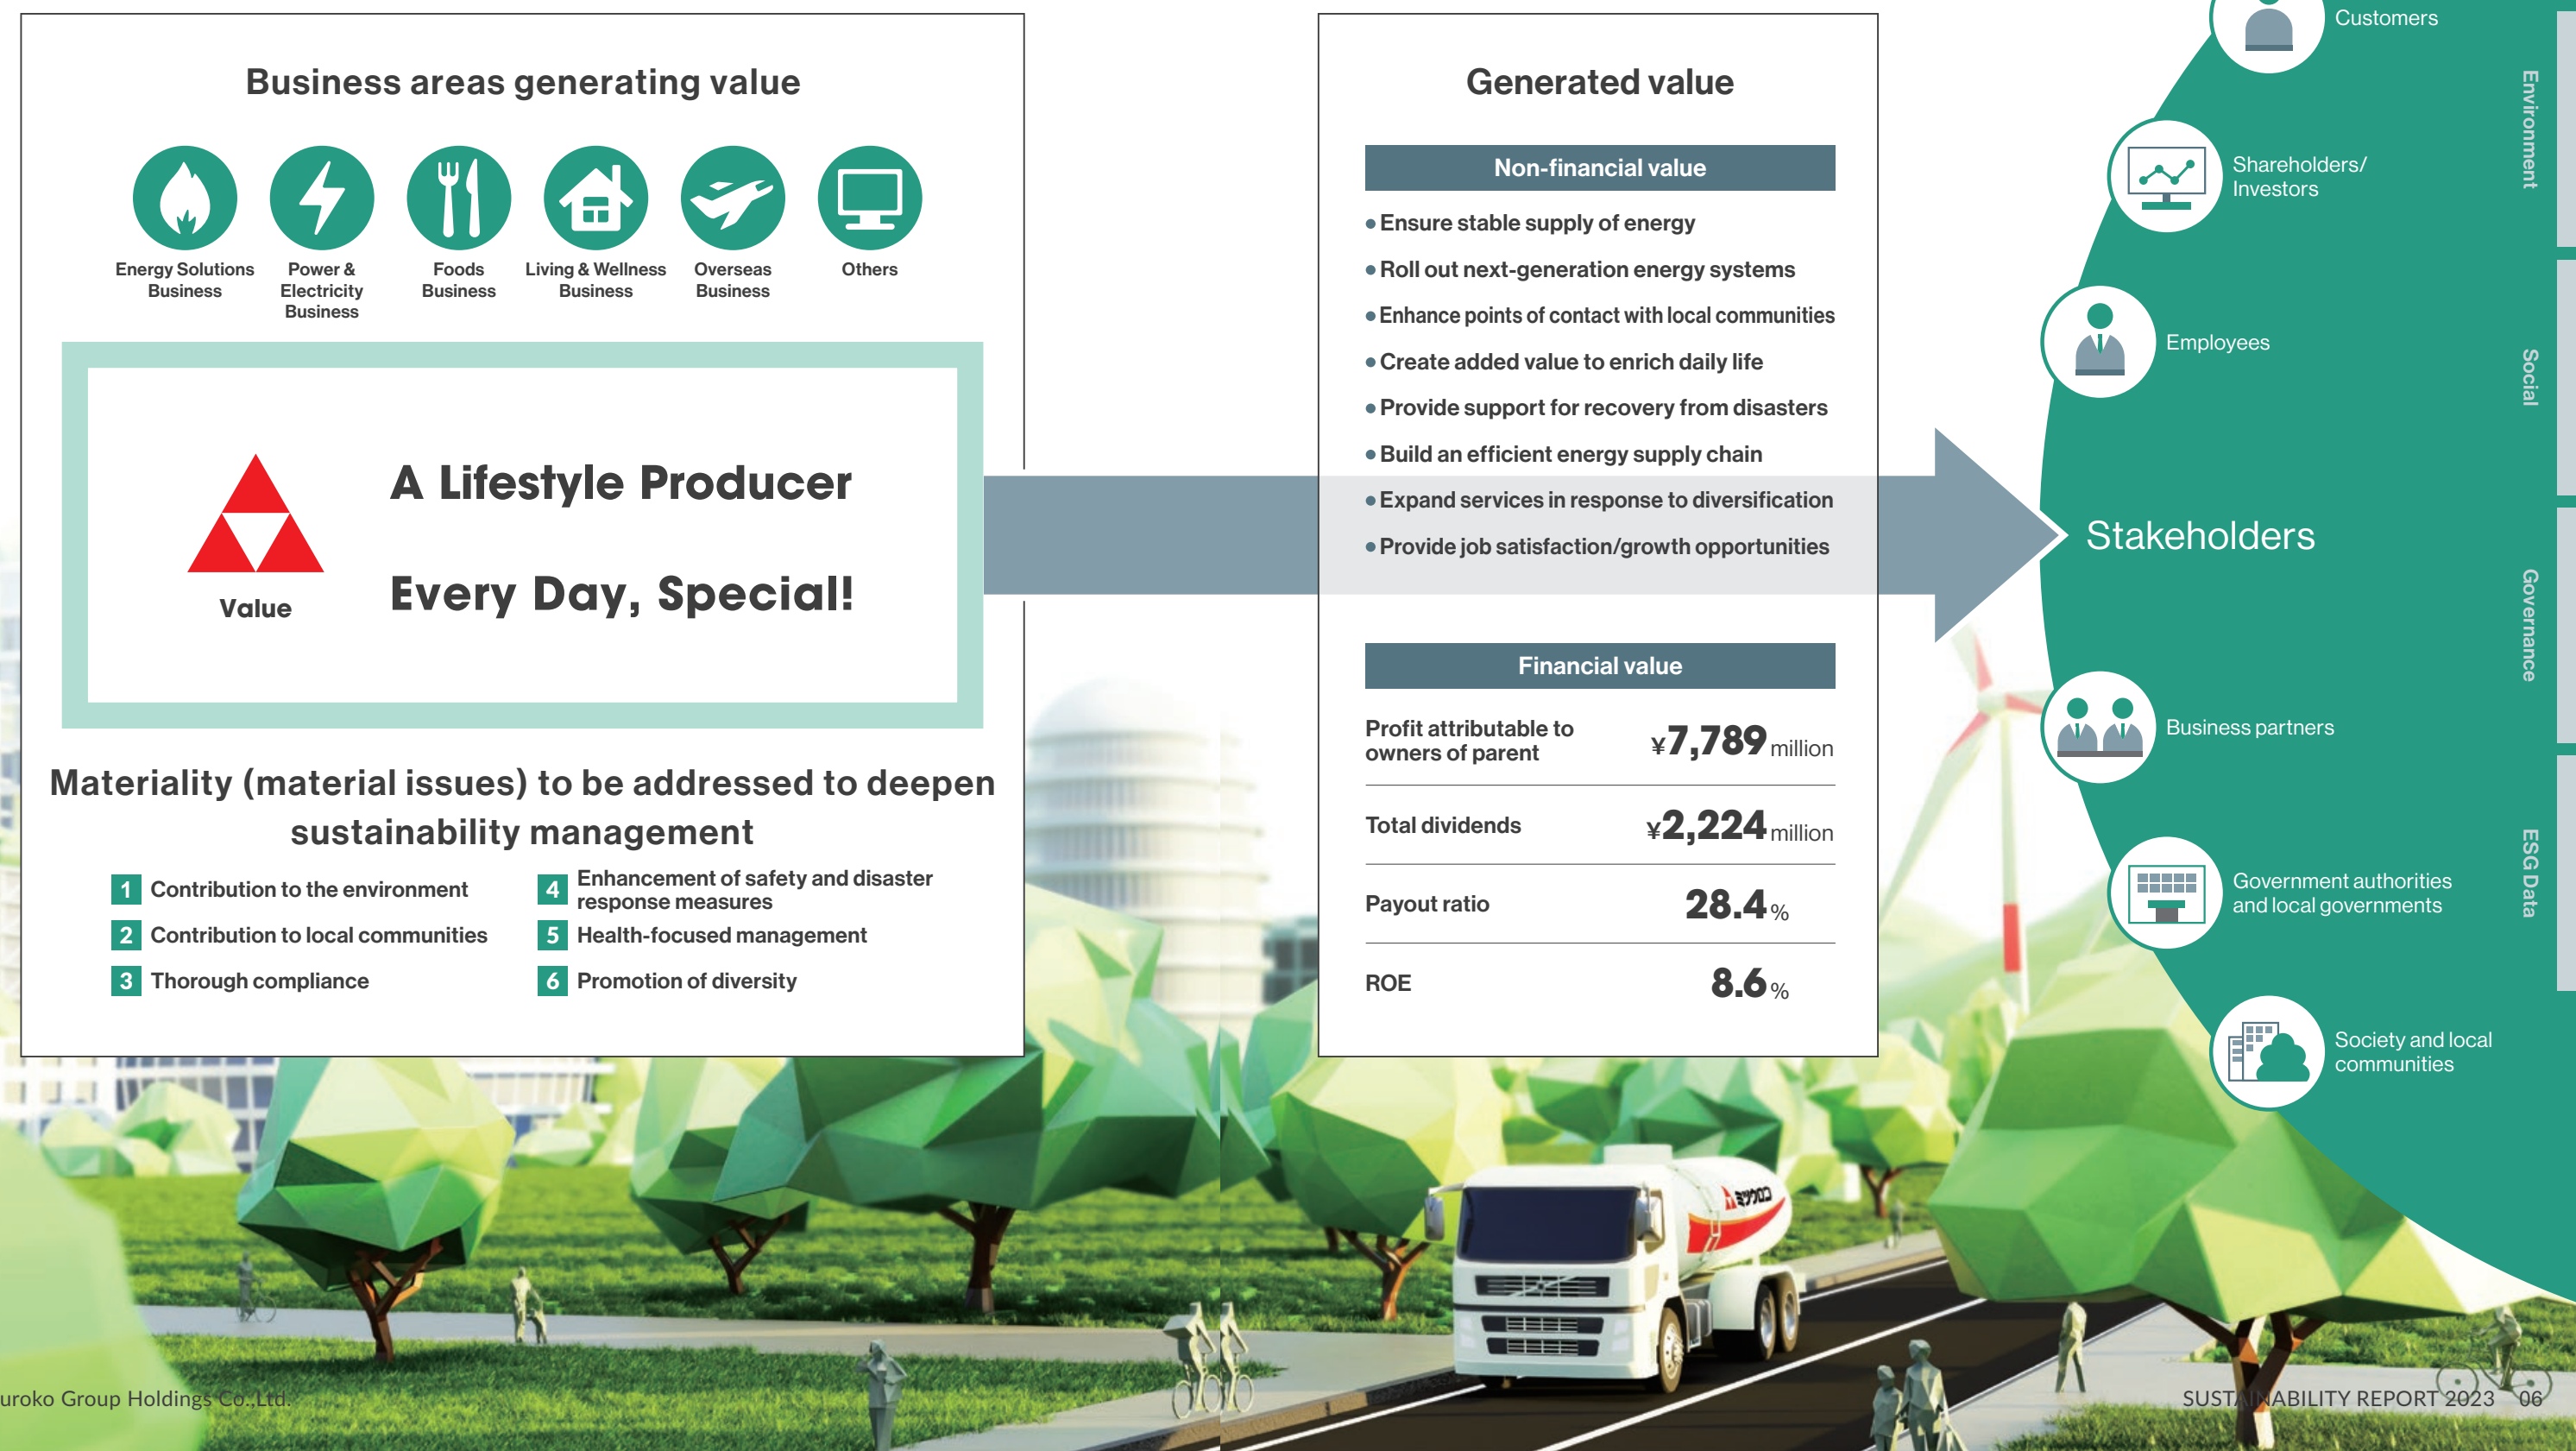 Business areas generating value
Energy Solutions
Business
Power &
Electricity
Business
Foods
Business
Living & Wellness
Business
Overseas
Business
Others
Value
A Lifestyle Producer
Every Day, Special!
Materiality (material issues) to be addressed to deepen
sustainability management
1 Contribution to the environment
2 Contribution to local communities
3 Thorough compliance
4 Enhancement of safety and disaster
response measures
5 Health-focused management
6 Promotion of diversity
Generated value
Non-financial value
• Ensure stable supply of energy
• Roll out next-generation energy systems
• Enhance points of contact with local communities
• Create added value to enrich daily life
• Provide support for recovery from disasters
• Build an efficient energy supply chain
• Expand services in response to diversification
• Provide job satisfaction/growth opportunities
Financial value
Profit attributable to
owners of parent
¥7,789 million
Total dividends ¥2,224 million
Payout ratio 28.4 %
ROE 8.6 %
Customers
Shareholders/
Investors
Employees
Stakeholders
Business partners
Government authorities
and local governments
Society and local
communities
Environment
Social
Governance
ESG Data
ミツウロコ
uroko Group Holdings Co.,Ltd.
SUSTAINABILITY REPORT 2023 06